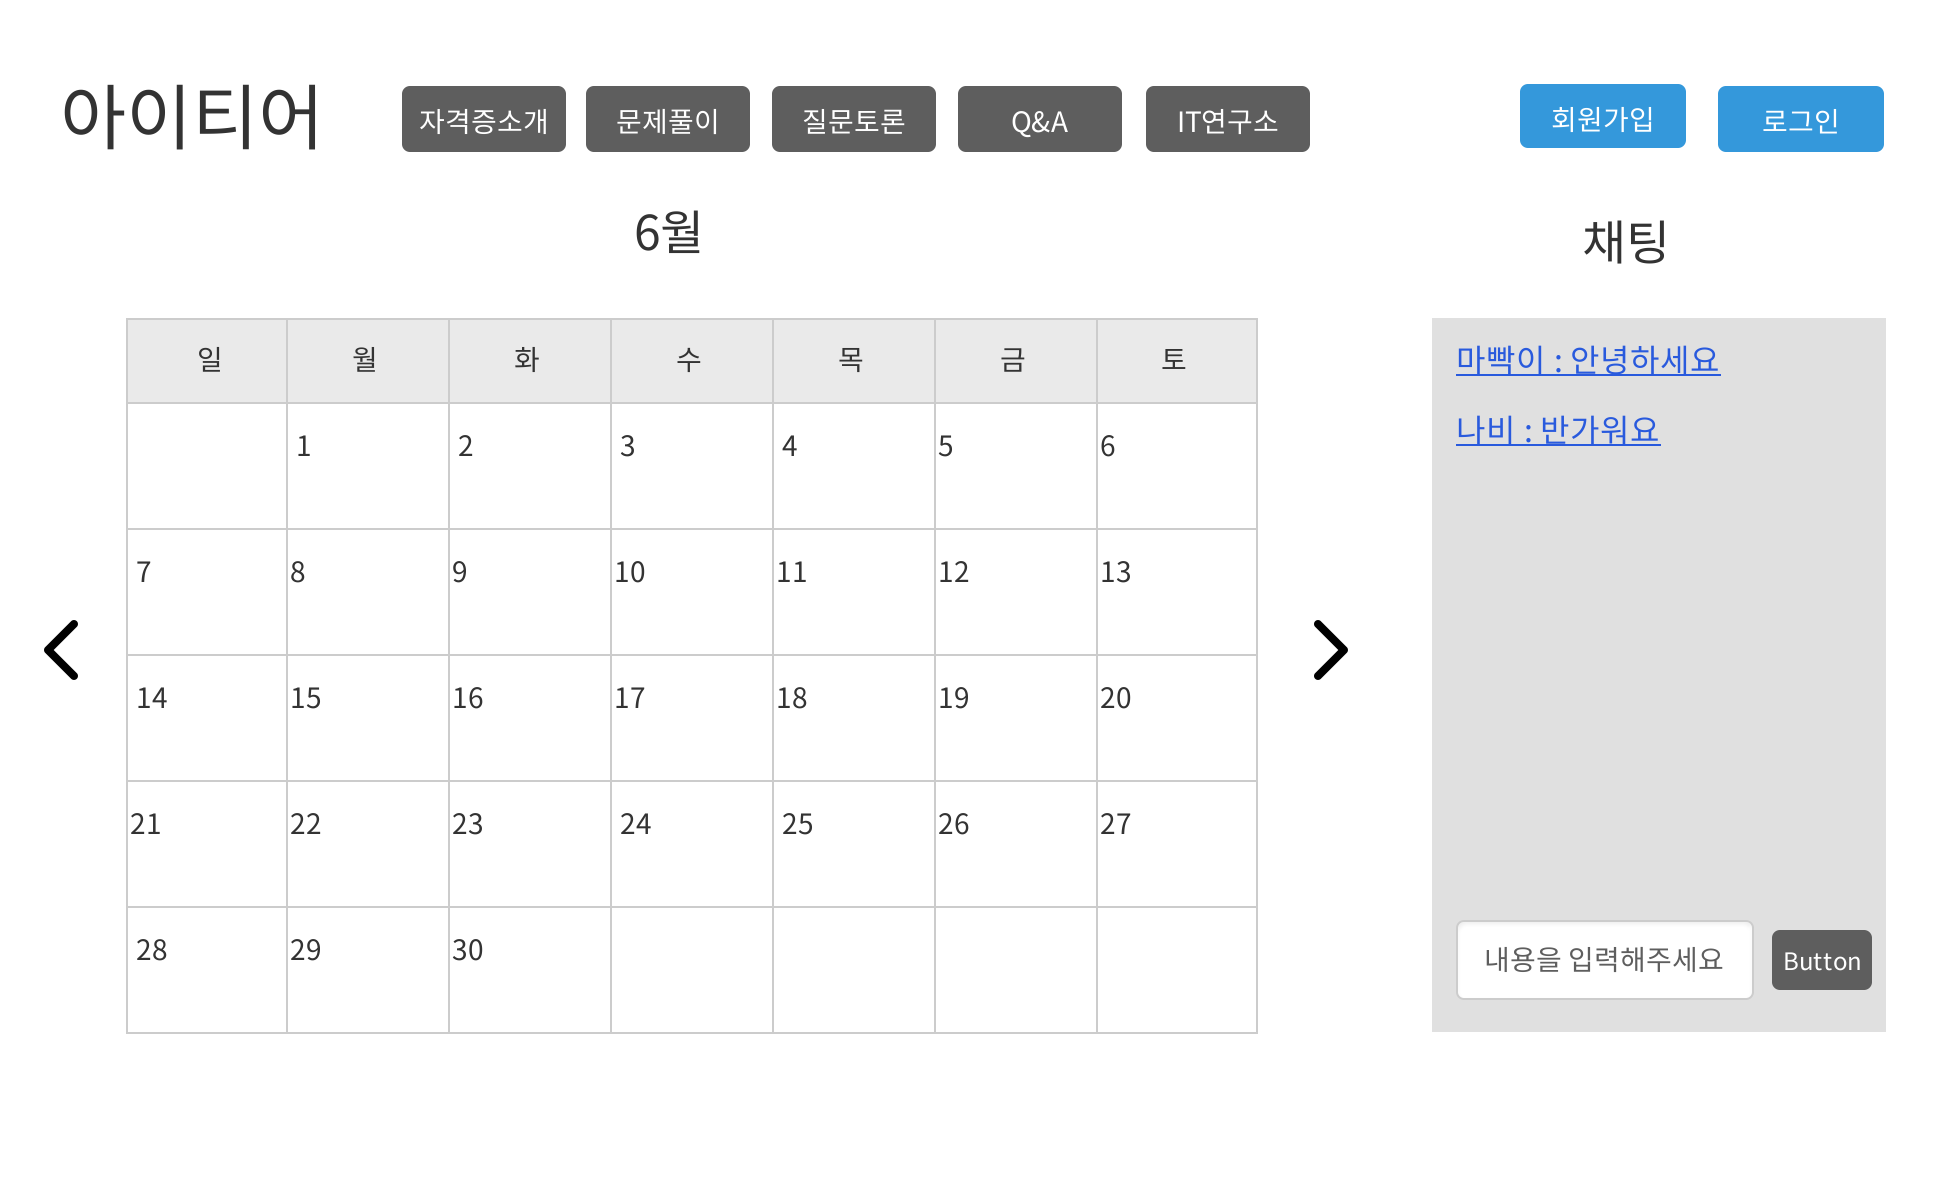 아이티어
자격증소개 문제풀이 질문토론 Q&A IT연구소
회원가입 로그인
6월
일 월 화 수 목 금 토
1 2 3 4 5 6
7 8 9 10 11 12 13
14 15 16 17 18 19 20
21 22 23 24 25 26 27
28 29 30
채팅
마빡이 : 안녕하세요
나비 : 반가워요
내용을 입력해주세요
Button